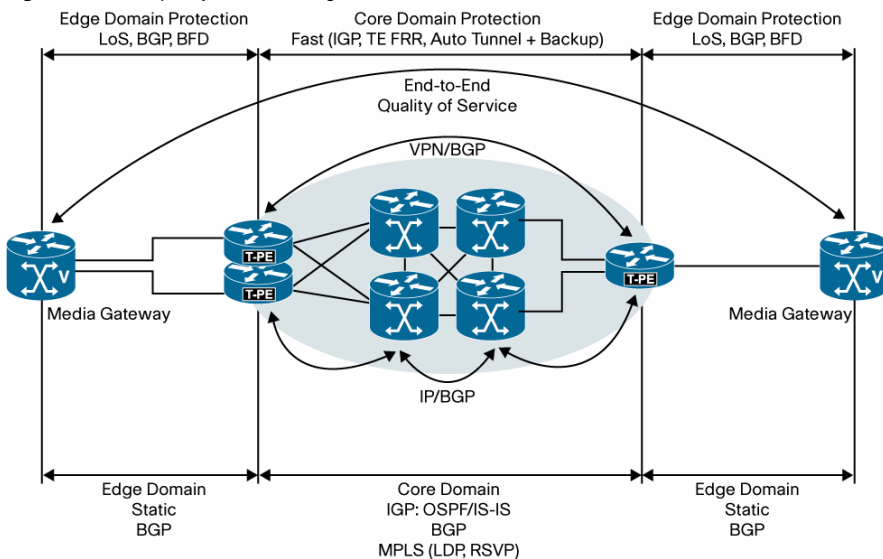 Edge Domain Protection
LoS, BGP, BFD
Core Domain Protection
Fast (IGP, TE FRR, Auto Tunnel + Backup)
Edge Domain Protection
LoS, BGP, BFD
End-to-End
Quality of Service
VPN/BGP
V
T-PE
T-PE
T-PE
V
Media Gateway
Media Gateway
IP/BGP
Edge Domain
Static
BGP
Core Domain
IGP: OSPF/IS-IS
BGP
MPLS (LDP, RSVP)
Edge Domain
Static
BGP